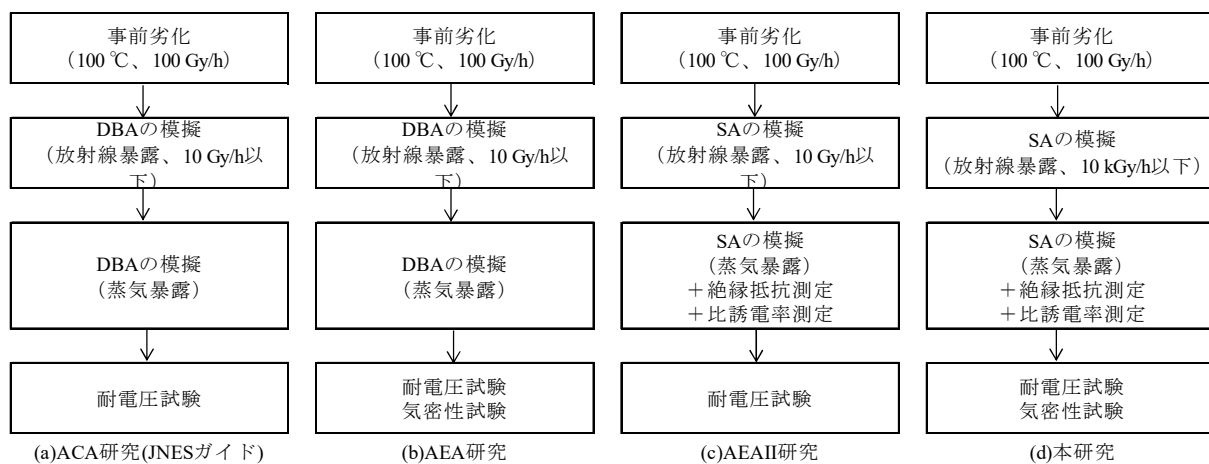 事前劣化
(100 ℃、100 Gy/h)
DBAの模擬
(放射線暴露、10 Gy/h以
下)
DBAの模擬
(蒸気暴露)
耐電圧試験
(a)ACA研究(JNESガイド)
事前劣化
(100 ℃、100 Gy/h)
DBAの模擬
(放射線暴露、10 Gy/h以
下)
DBAの模擬
(蒸気暴露)
耐電圧試験
気密性試験
(b)AEA研究
事前劣化
(100 ℃、100 Gy/h)
SAの模擬
(放射線暴露、10 Gy/h以
下)
SAの模擬
(蒸気暴露)
＋絶縁抵抗測定
＋比誘電率測定
耐電圧試験
(c)AEAII研究
事前劣化
(100 ℃、100 Gy/h)
SAの模擬
(放射線暴露、10 kGy/h以下)
SAの模擬
(蒸気暴露)
＋絶縁抵抗測定
＋比誘電率測定
耐電圧試験
気密性試験
(d)本研究